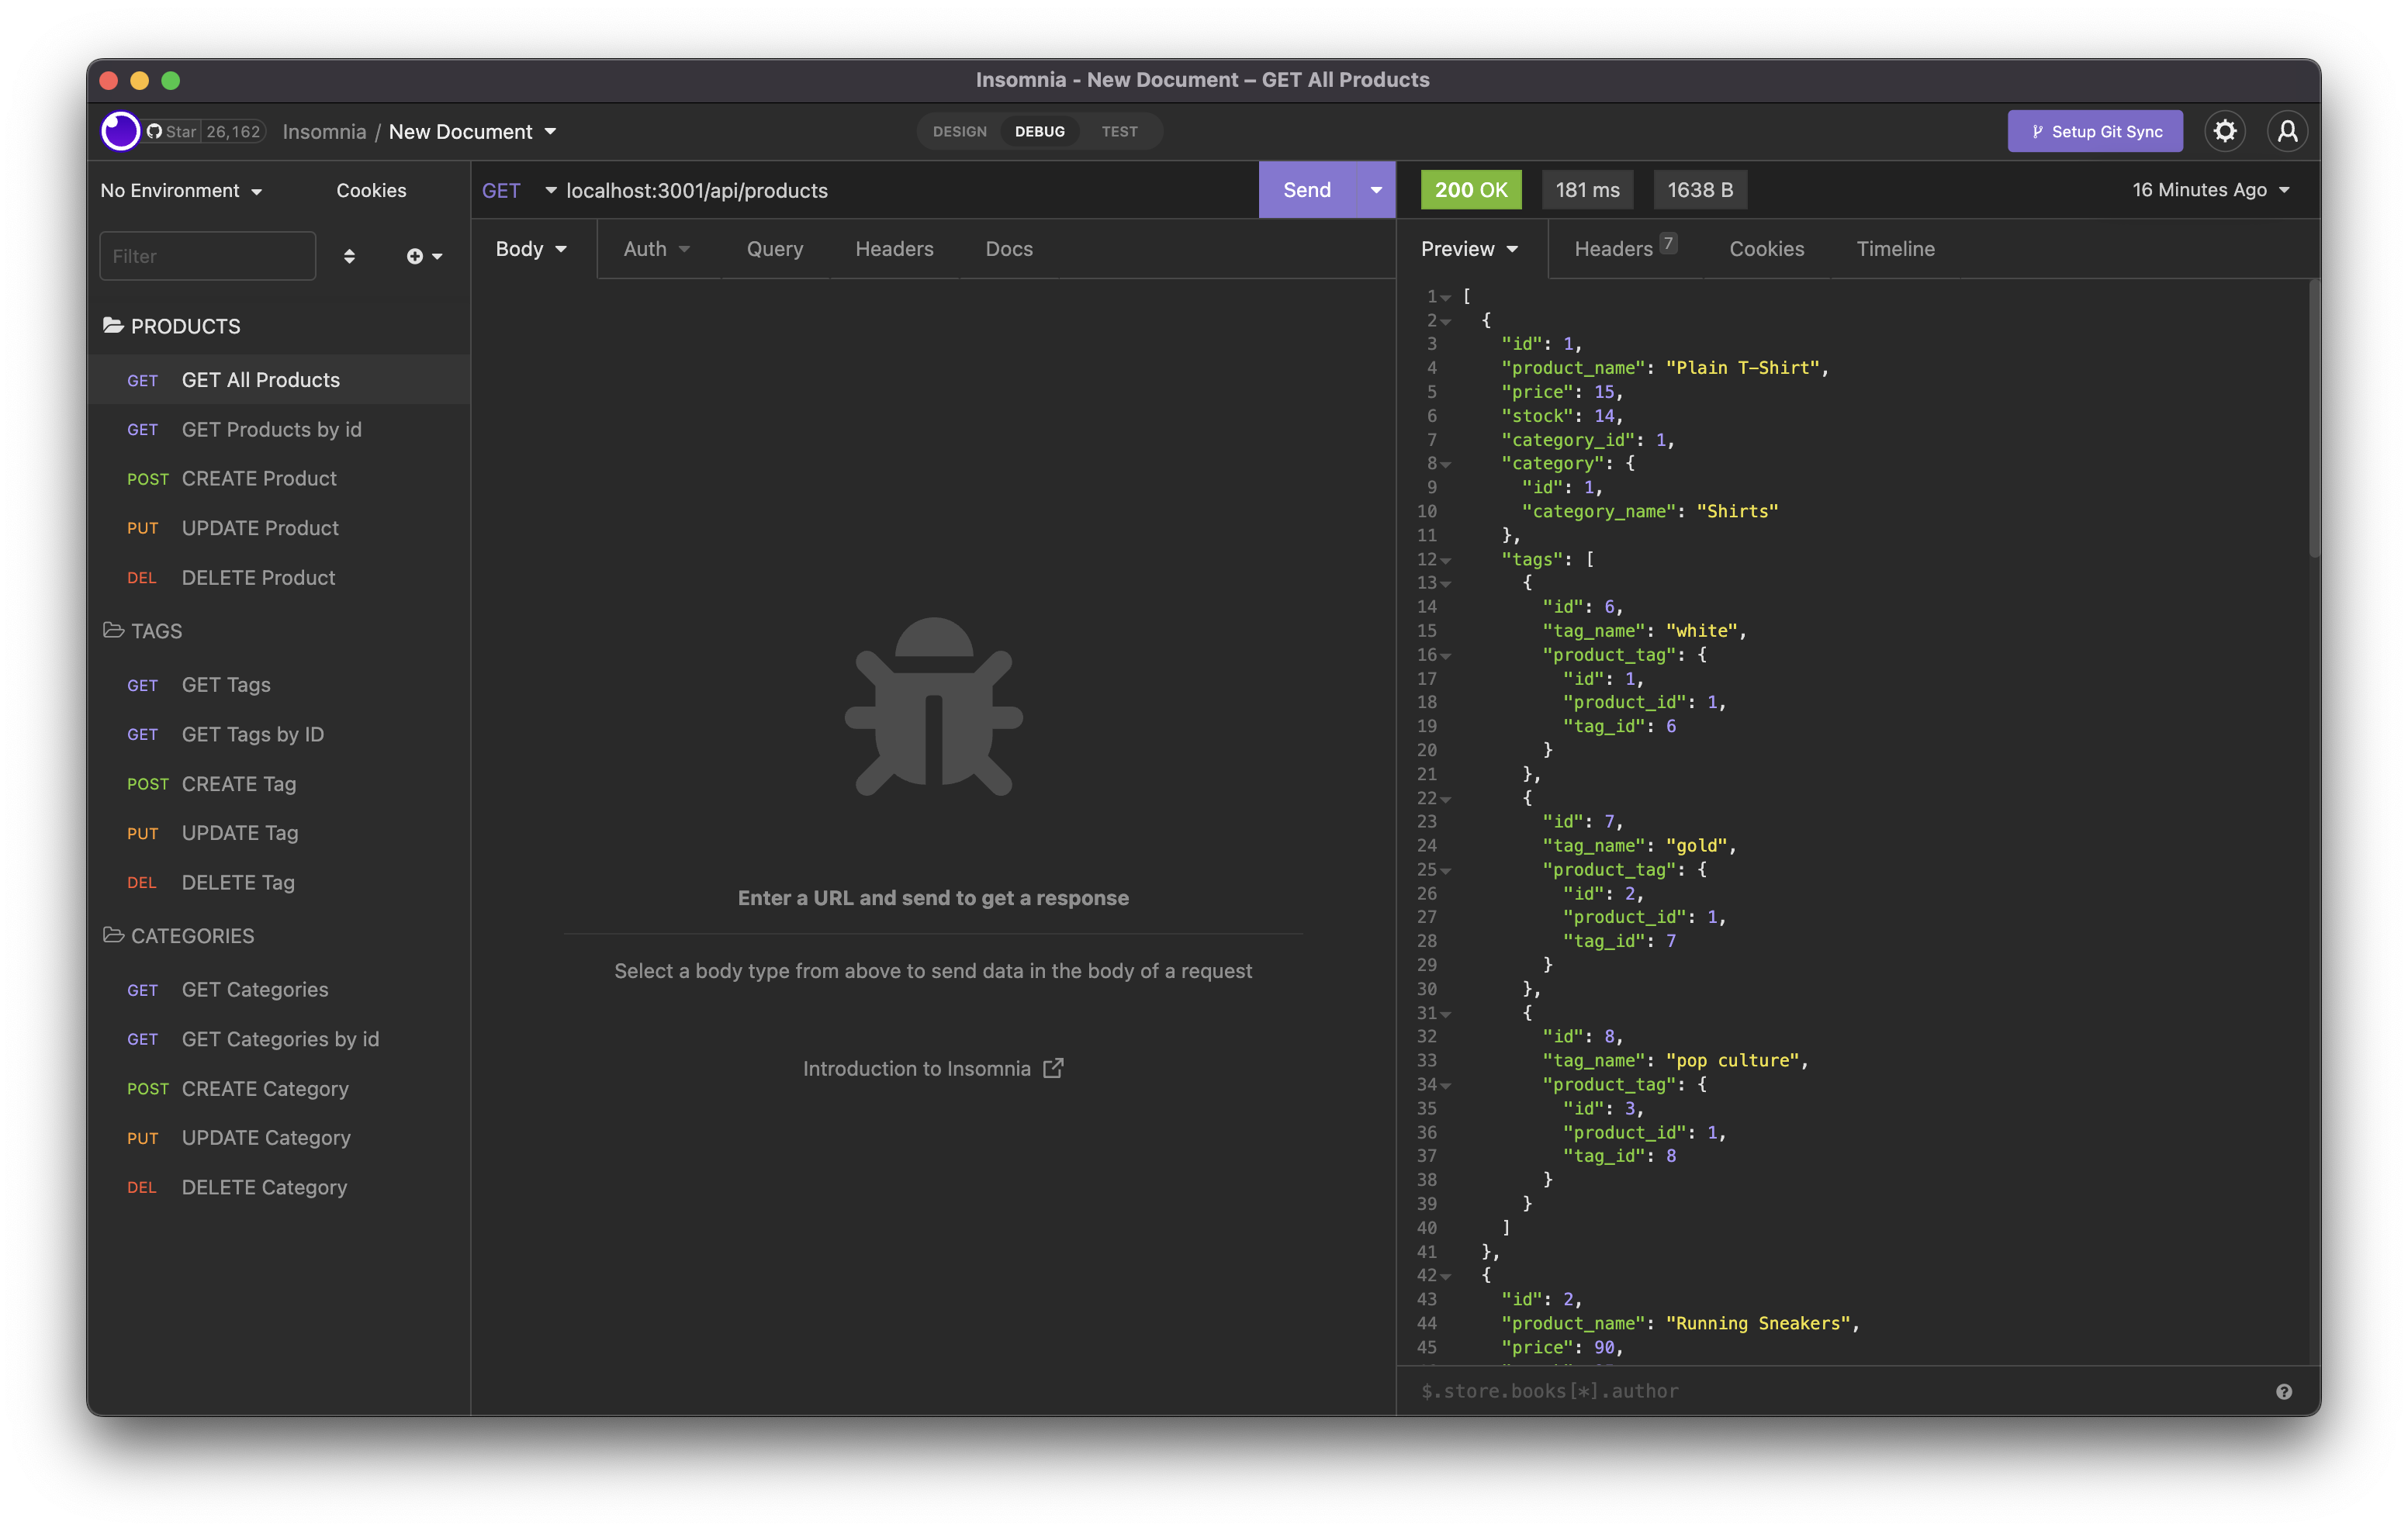 Insomnia - New Document – GET All Products
Star 26,162
Insomnia / New Document
DESIGN DEBUG TEST
Setup Git Sync
No Environment
Cookies
Filter
PRODUCTS
GET GET All Products
GET GET Products by id
POST CREATE Product
PUT UPDATE Product
DEL DELETE Product
TAGS
GET GET Tags
GET GET Tags by ID
POST CREATE Tag
PUT UPDATE Tag
DEL DELETE Tag
CATEGORIES
GET GET Categories
GET GET Categories by id
POST CREATE Category
PUT UPDATE Category
DEL DELETE Category
GET localhost:3001/api/products Send
Body Auth Query Headers Docs
Enter a URL and send to get a response
Select a body type from above to send data in the body of a request
Introduction to Insomnia
200 OK 181 ms 1638 B 16 Minutes Ago
Preview Headers 7 Cookies Timeline
1 [
2 {
3 "id": 1,
4 "product_name": "Plain T-Shirt",
5 "price": 15,
6 "stock": 14,
7 "category_id": 1,
8 "category": {
9 "id": 1,
10 "category_name": "Shirts"
11 },
12 "tags": [
13 {
14 "id": 6,
15 "tag_name": "white",
16 "product_tag": {
17 "id": 1,
18 "product_id": 1,
19 "tag_id": 6
20 }
21 },
22 {
23 "id": 7,
24 "tag_name": "gold",
25 "product_tag": {
26 "id": 2,
27 "product_id": 1,
28 "tag_id": 7
29 }
30 },
31 {
32 "id": 8,
33 "tag_name": "pop culture",
34 "product_tag": {
35 "id": 3,
36 "product_id": 1,
37 "tag_id": 8
38 }
39 }
40 ]
41 },
42 {
43 "id": 2,
44 "product_name": "Running Sneakers",
45 "price": 90,
$.store.books[*].author